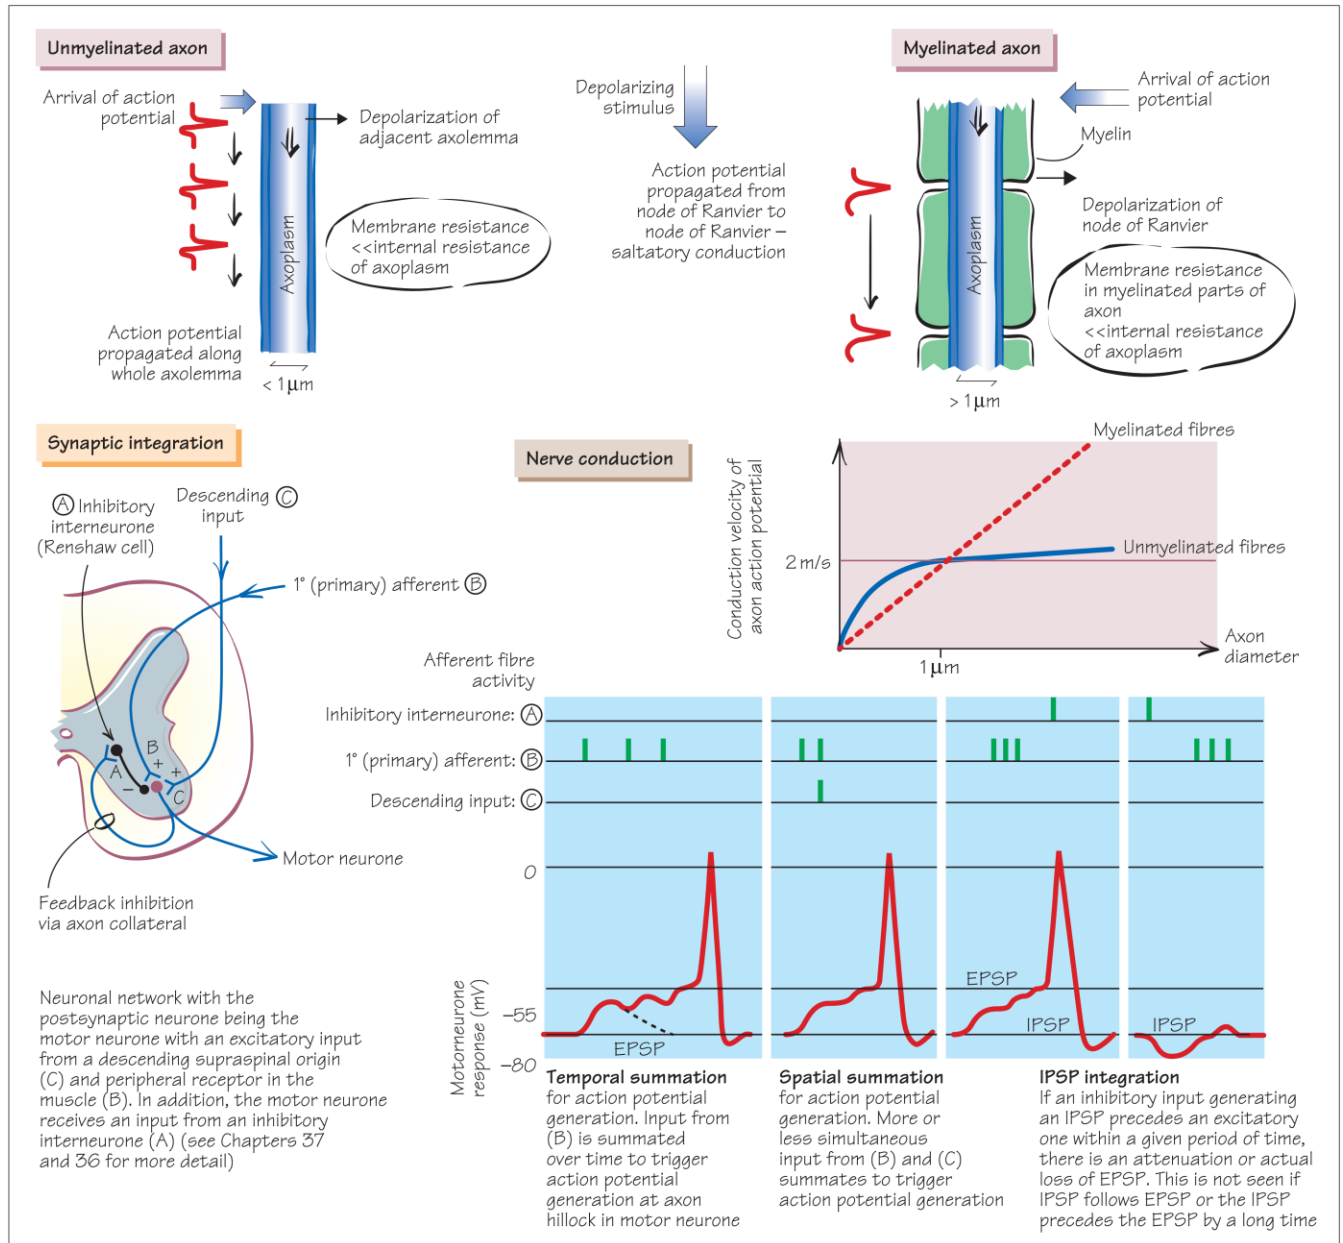 Unmyelinated axon
Arrival of action
potential
Depolarization of
adjacent axolemma
Axoplasm
Membrane resistance
<<internal resistance
of axoplasm
Action potential
propagated along
whole axolemma
< 1 µm
Depolarizing
stimulus
Action potential
propagated from
node of Ranvier to
node of Ranvier –
saltatory conduction
Myelinated axon
Arrival of action
potential
Myelin
Depolarization of
node of Ranvier
Axoplasm
Membrane resistance
in myelinated parts of
axon
<<internal resistance
of axoplasm
> 1 µm
Synaptic integration
Ⓐ Inhibitory
interneurone
(Renshaw cell)
Descending Ⓒ
input
1° (primary) afferent Ⓑ
B
+
+
A
–
C
Motor neurone
Feedback inhibition
via axon collateral
Neuronal network with the
postsynaptic neurone being the
motor neurone with an excitatory input
from a descending supraspinal origin
(C) and peripheral receptor in the
muscle (B). In addition, the motor neurone
receives an input from an inhibitory
interneurone (A) (see Chapters 37
and 36 for more detail)
Nerve conduction
Conduction velocity of
axon action potential
Myelinated fibres
2 m/s
Unmyelinated fibres
1 µm
Axon
diameter
Afferent fibre
activity
Inhibitory interneurone: Ⓐ
1° (primary) afferent: Ⓑ
Descending input: Ⓒ
Motorneurone
response (mV)
0
–55
–80
EPSP
EPSP
IPSP
IPSP
Temporal summation
for action potential
generation. Input from
(B) is summated
over time to trigger
action potential
generation at axon
hillock in motor neurone
Spatial summation
for action potential
generation. More or
less simultaneous
input from (B) and (C)
summates to trigger
action potential generation
IPSP integration
If an inhibitory input generating
an IPSP precedes an excitatory
one within a given period of time,
there is an attenuation or actual
loss of EPSP. This is not seen if
IPSP follows EPSP or the IPSP
precedes the EPSP by a long time